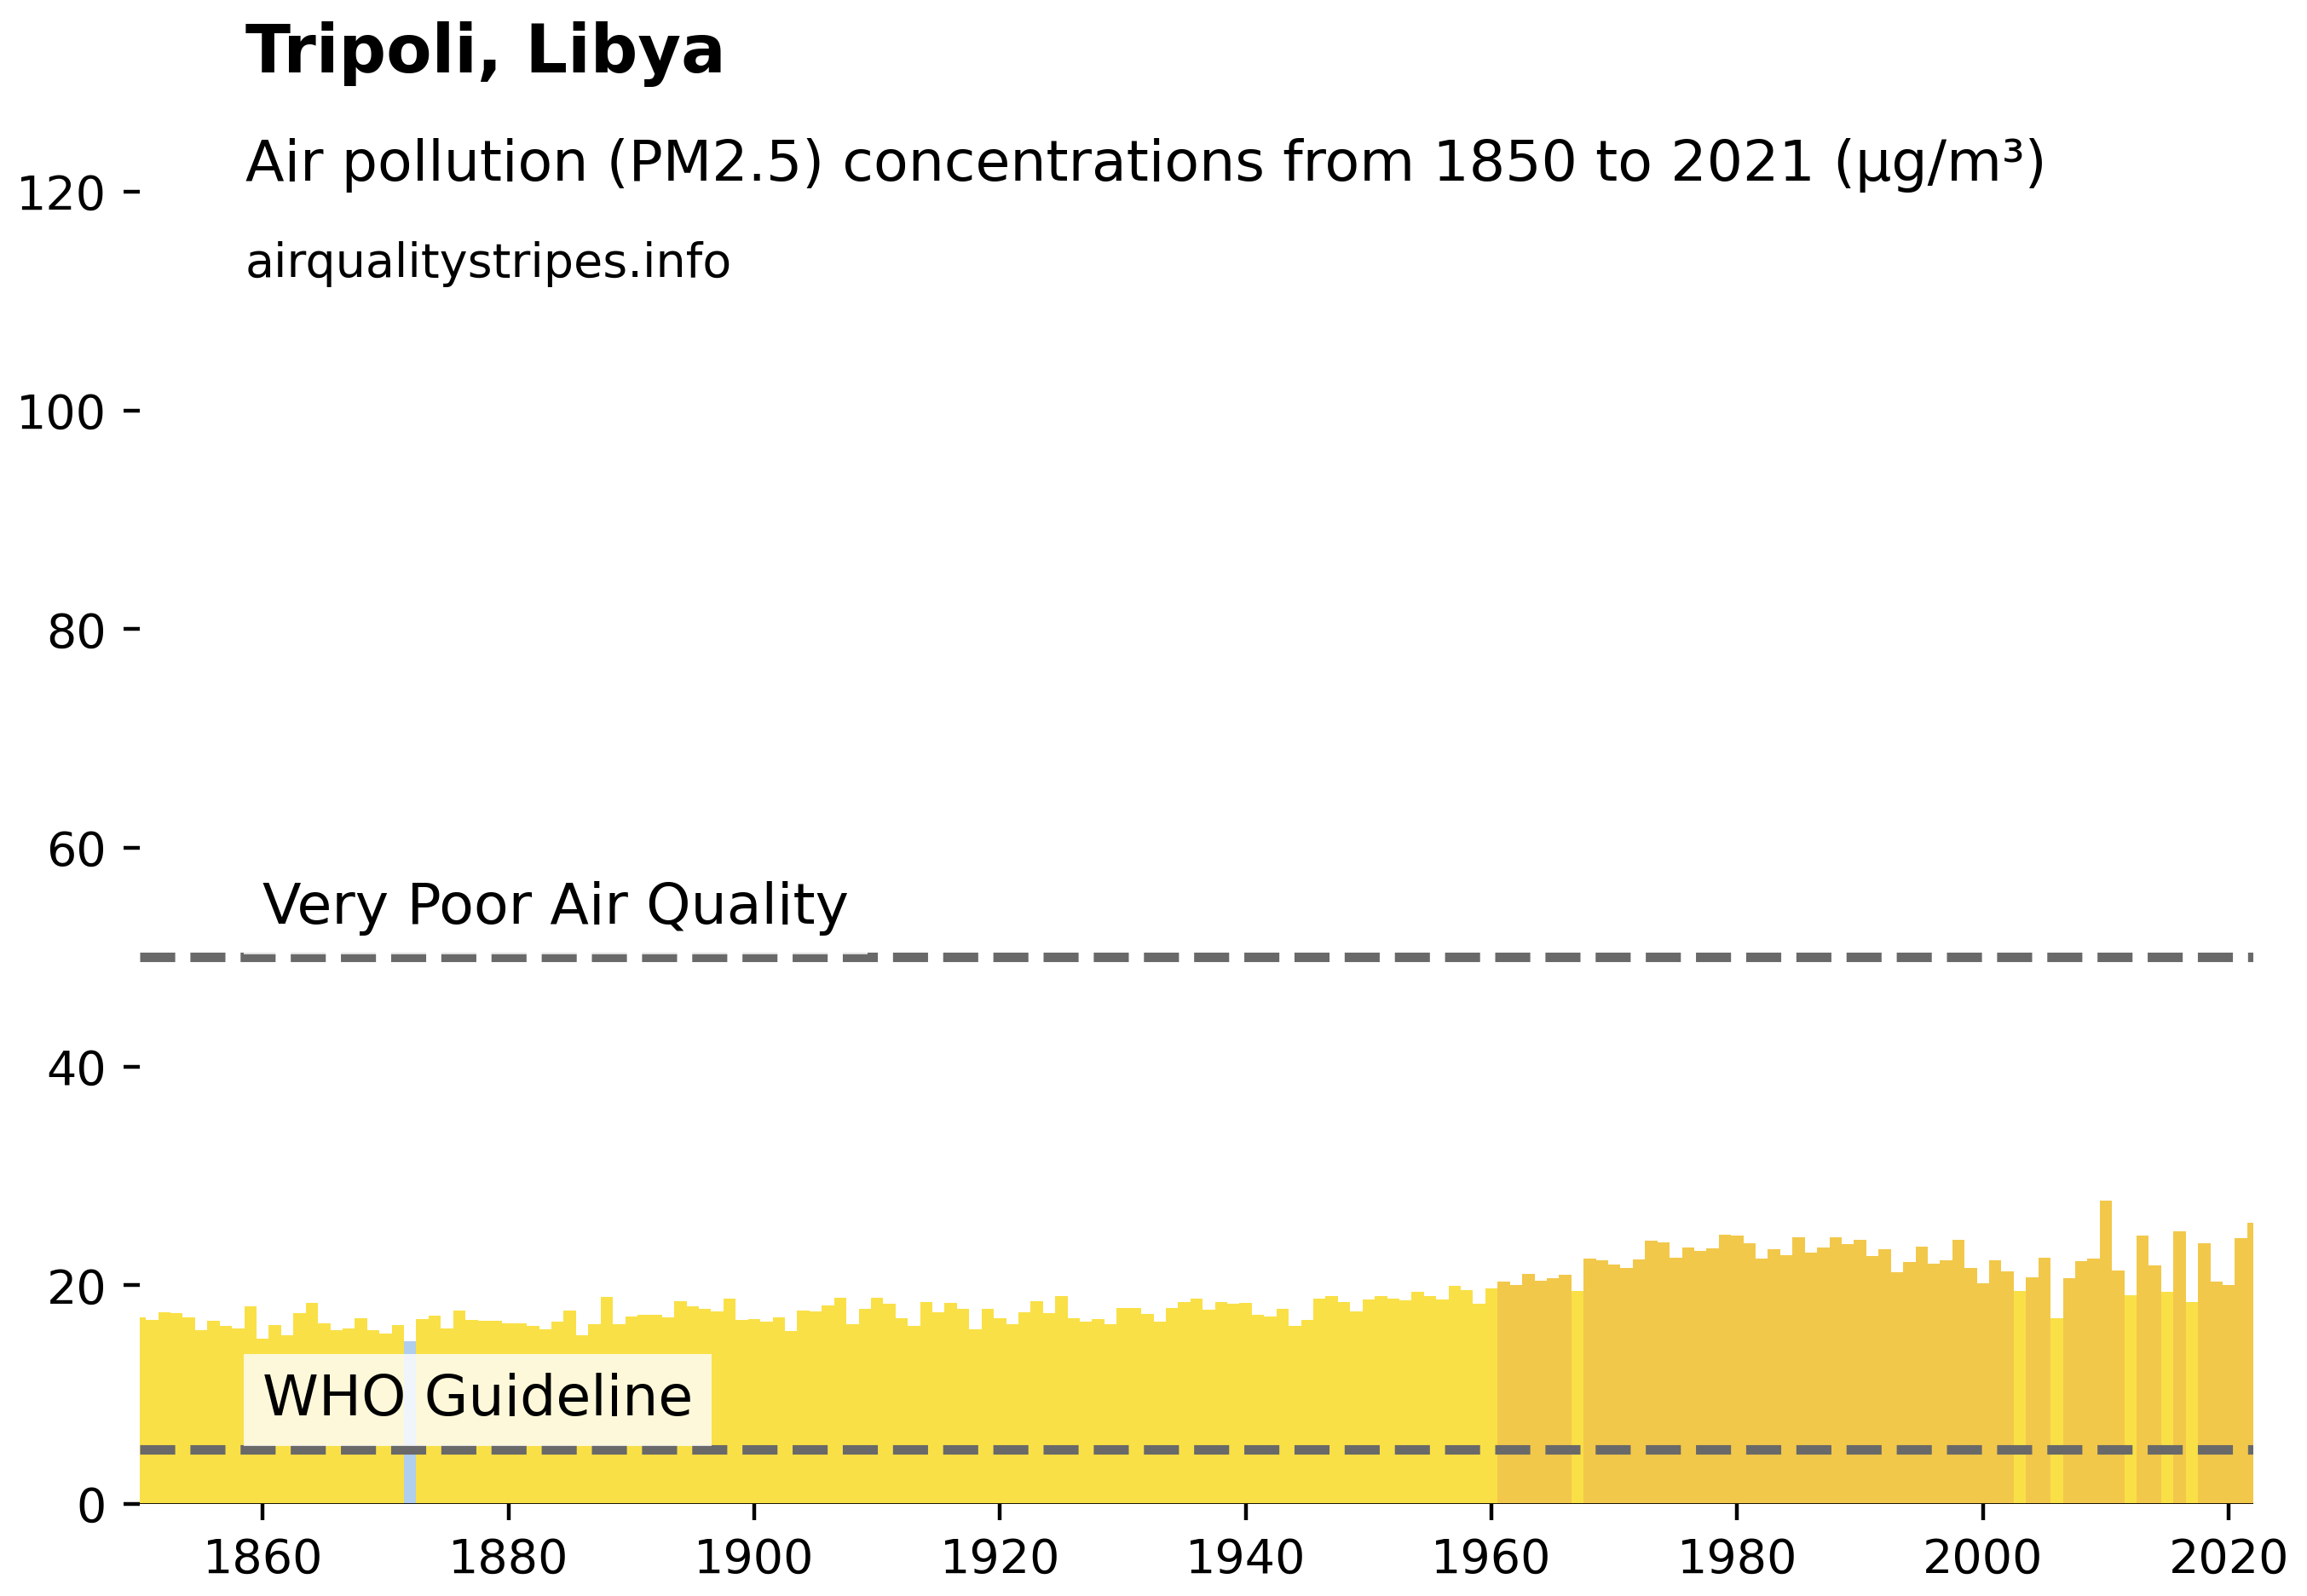 Tripoli, Libya
Air pollution (PM2.5) concentrations from 1850 to 2021 (µg/m³)
airqualitystripes.info
120
100
80
60
Very Poor Air Quality
40
20
WHO Guideline
0
1860 1880 1900 1920 1940 1960 1980 2000 2020